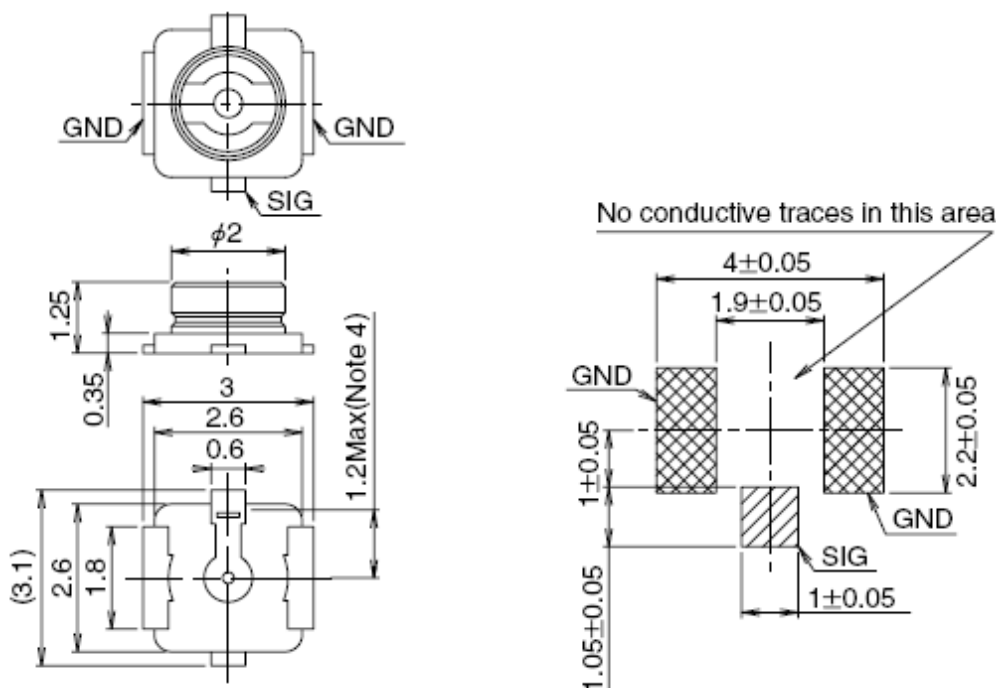 GND
GND
SIG
ϕ2
1.25
0.35
3
2.6
0.6
1.2Max(Note 4)
(3.1)
2.6
1.8
No conductive traces in this area
4±0.05
1.9±0.05
GND
1±0.05
2.2±0.05
GND
SIG
1±0.05
1.05±0.05